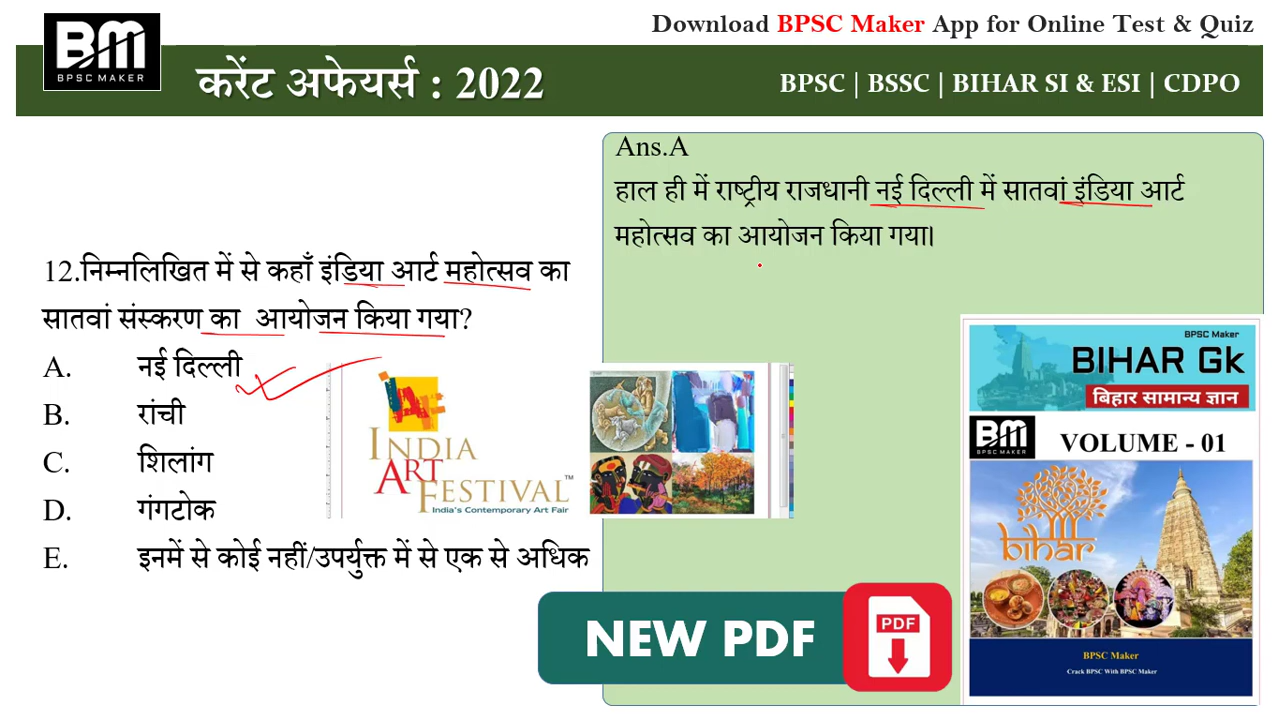 Download BPSC Maker App for Online Test & Quiz
BM
BPSC MAKER
करेंट अफेयर्स : 2022
BPSC | BSSC | BIHAR SI & ESI | CDPO
12.निम्नलिखित में से कहाँ इंडिया आर्ट महोत्सव का
सातवां संस्करण का आयोजन किया गया?
A. नई दिल्ली
B. रांची
C. शिलांग
D. गंगटोक
E. इनमें से कोई नहीं/उपर्युक्त में से एक से अधिक
INDIA
ART
FESTIVAL™
India's Contemporary Art Fair
Ans.A
हाल ही में राष्ट्रीय राजधानी नई दिल्ली में सातवां इंडिया आर्ट
महोत्सव का आयोजन किया गया।
NEW PDF
PDF
BPSC Maker
BIHAR Gk
बिहार सामान्य ज्ञान
BM
BPSC MAKER
VOLUME - 01
bihar
BPSC Maker
Crack BPSC With BPSC Maker